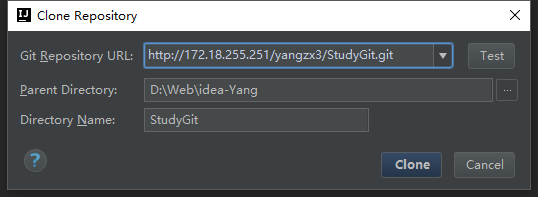 IJ Clone Repository
Git Repository URL: http://172.18.255.251/yangzx3/StudyGit.git Test
Parent Directory: D:\Web\idea-Yang ...
Directory Name: StudyGit
? Clone Cancel